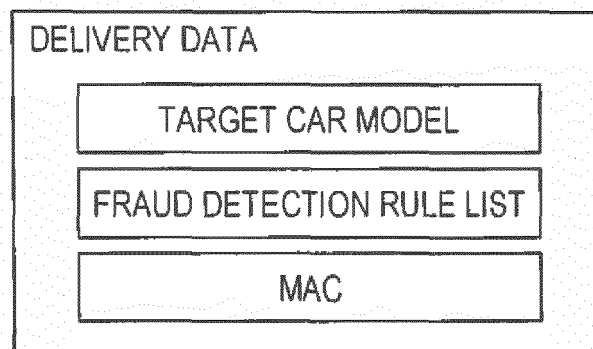 DELIVERY DATA
TARGET CAR MODEL
FRAUD DETECTION RULE LIST
MAC